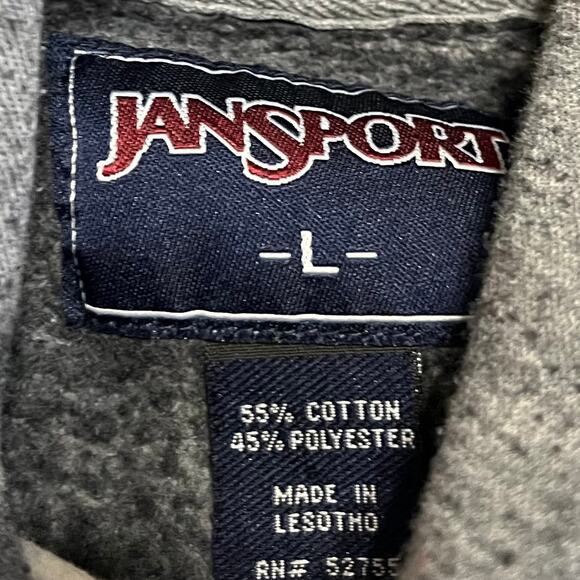 JANSPORT
-L-
55% COTTON
45% POLYESTER
MADE IN
LESOTHO
RN# 52755